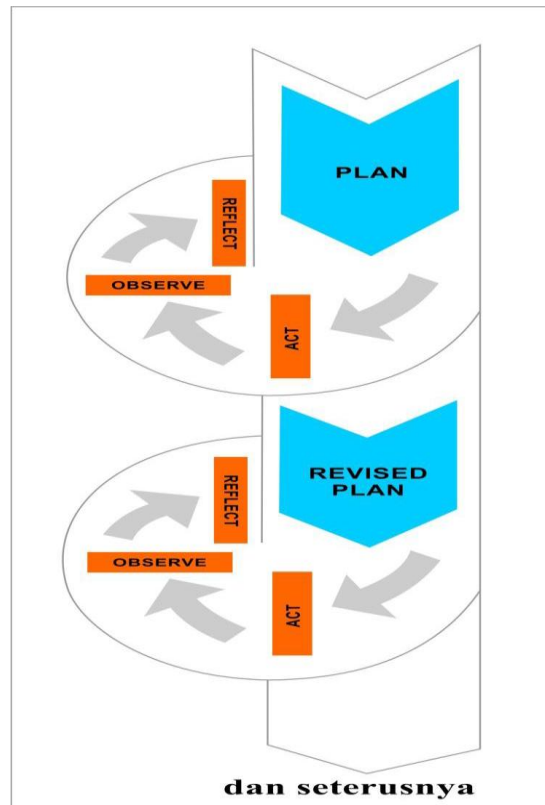 PLAN
REFLECT
OBSERVE
ACT
REVISED
PLAN
REFLECT
OBSERVE
ACT
dan seterusnya